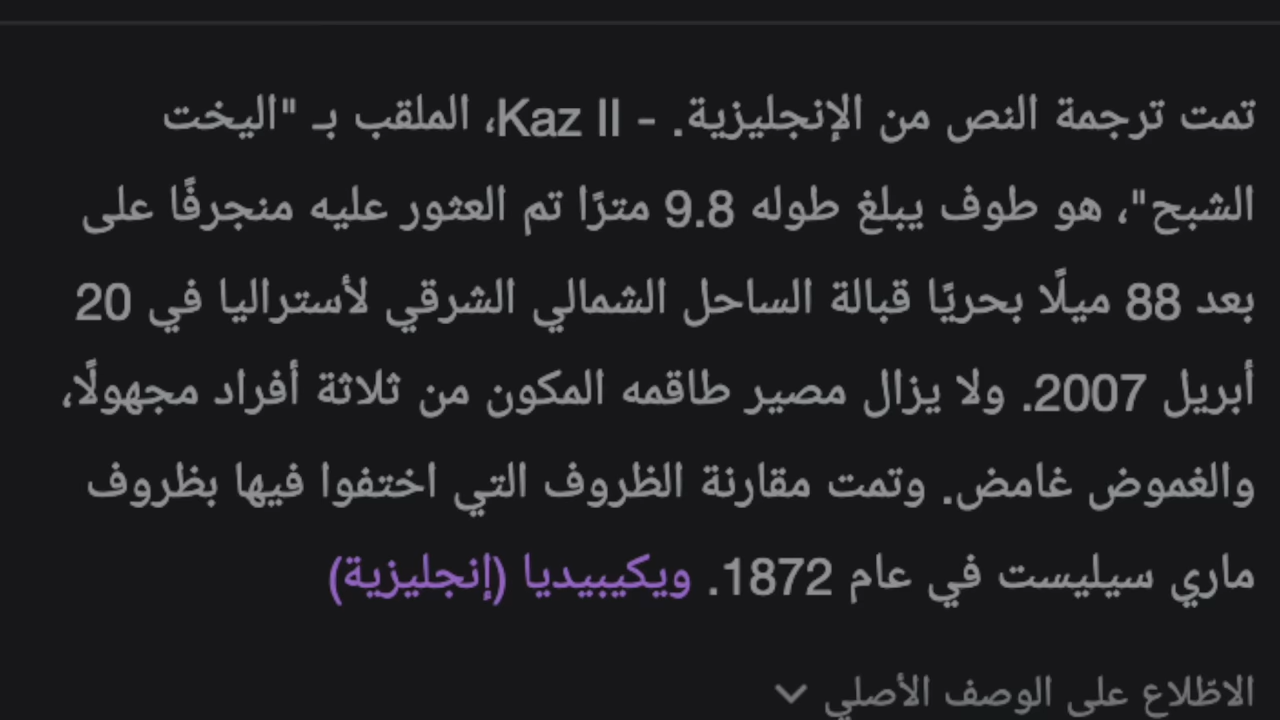 تمت ترجمة النص من الإنجليزية. - Kaz II، الملقب بـ "اليخت
الشبح"، هو طوف يبلغ طوله 9.8 مترًا تم العثور عليه منجرفًا على
بعد 88 ميلًا بحريًا قبالة الساحل الشمالي الشرقي لأستراليا في 20
أبريل 2007. ولا يزال مصير طاقمه المكون من ثلاثة أفراد مجهولًا،
والغموض غامض. وتمت مقارنة الظروف التي اختفوا فيها بظروف
ماري سيليست في عام 1872. ويكيبيديا (إنجليزية)
الاطّلاع على الوصف الأصلي